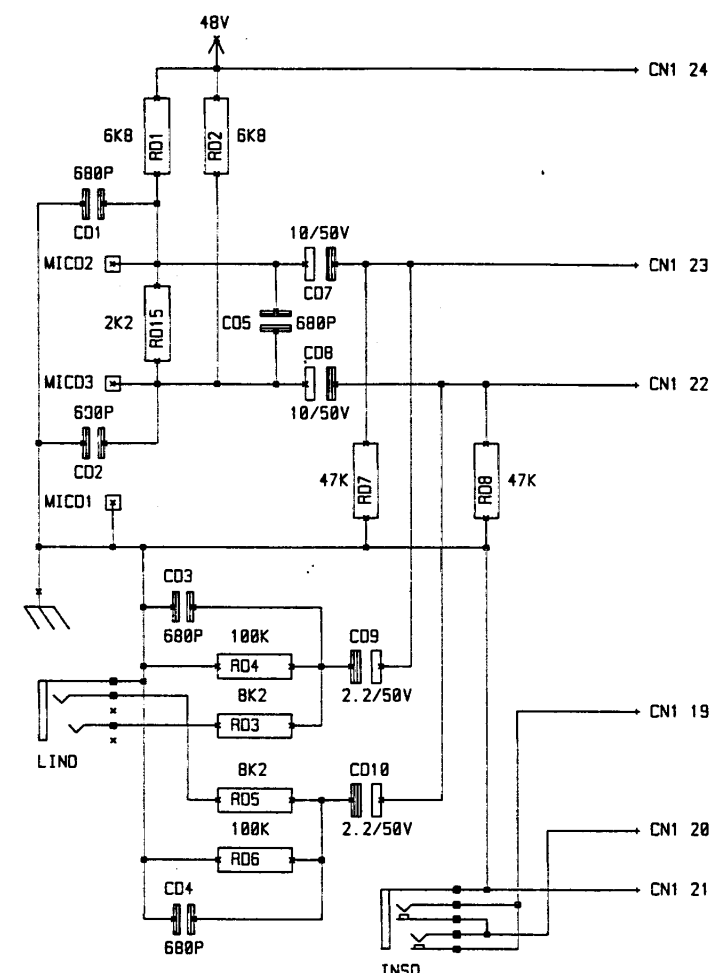 48V
CN1 24
6K8
RD1
RD2
6K8
680P
CD1
10/50V
MICD2
CN1 23
CD7
2K2
RD15
CD5
680P
CD8
MICD3
CN1 22
630P
10/50V
CD2
47K
RD7
RD8
47K
MICD1
CD3
680P
100K
CD9
RD4
8K2
2.2/50V
RD3
CN1 19
LIND
8K2
CD10
RD5
100K
2.2/50V
CN1 20
RD6
CD4
CN1 21
680P
INSD